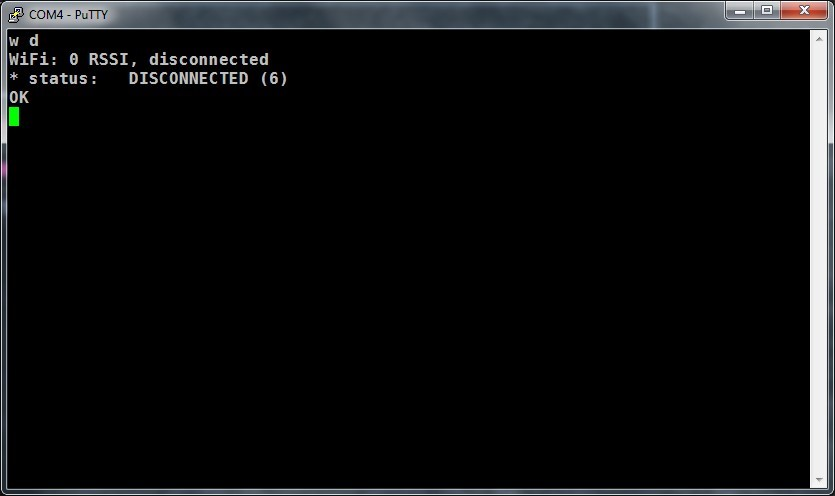 COM4 - PuTTY
w d
WiFi: 0 RSSI, disconnected
* status:   DISCONNECTED (6)
OK